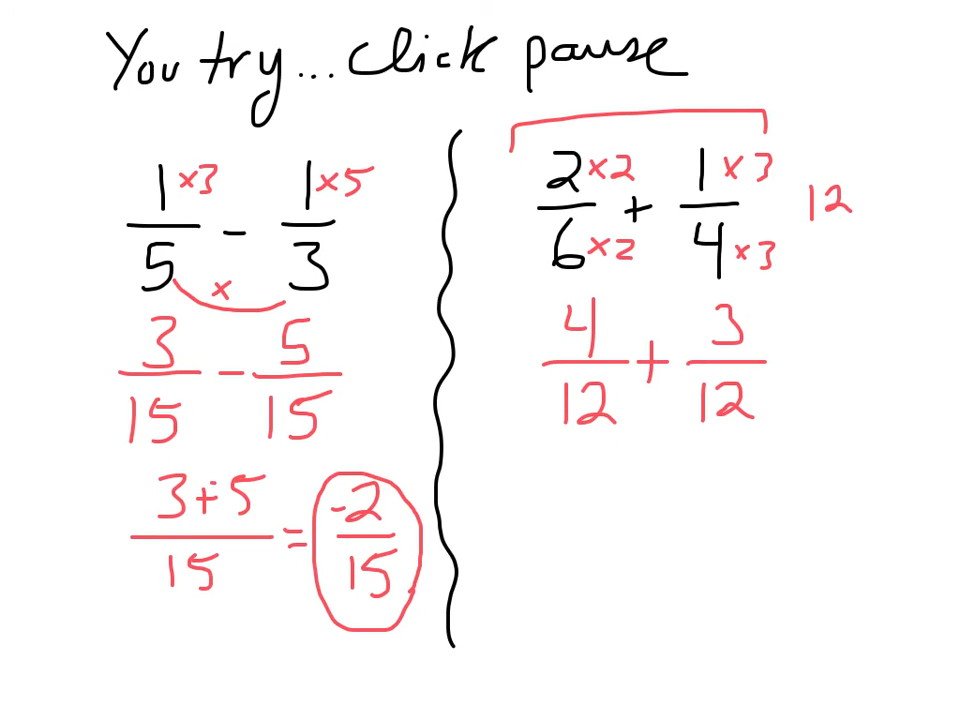 You try... click pause
1 ×3 / 5 - 1 ×5 / 3
×
3/15 - 5/15
3 + -5 / 15 = -2/15
2 ×2 / 6 ×2 + 1 ×3 / 4 ×3 12
4/12 + 3/12